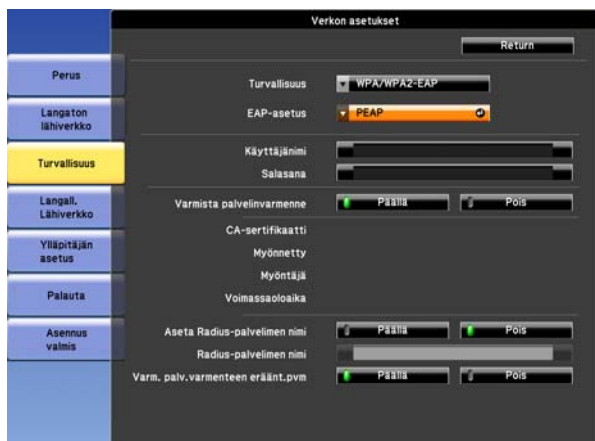 Verkon asetukset
Return
Perus
Langaton
lähiverkko
Turvallisuus
Langall.
Lähiverkko
Ylläpitäjän
asetus
Palauta
Asennus
valmis
Turvallisuus WPA/WPA2-EAP
EAP-asetus PEAP
Käyttäjänimi
Salasana
Varmista palvelinvarmenne Päällä Pois
CA-sertifikaatti
Myönnetty
Myöntäjä
Voimassaoloaika
Aseta Radius-palvelimen nimi Päällä Pois
Radius-palvelimen nimi
Varm. palv.varmenteen eräänt.pvm Päällä Pois